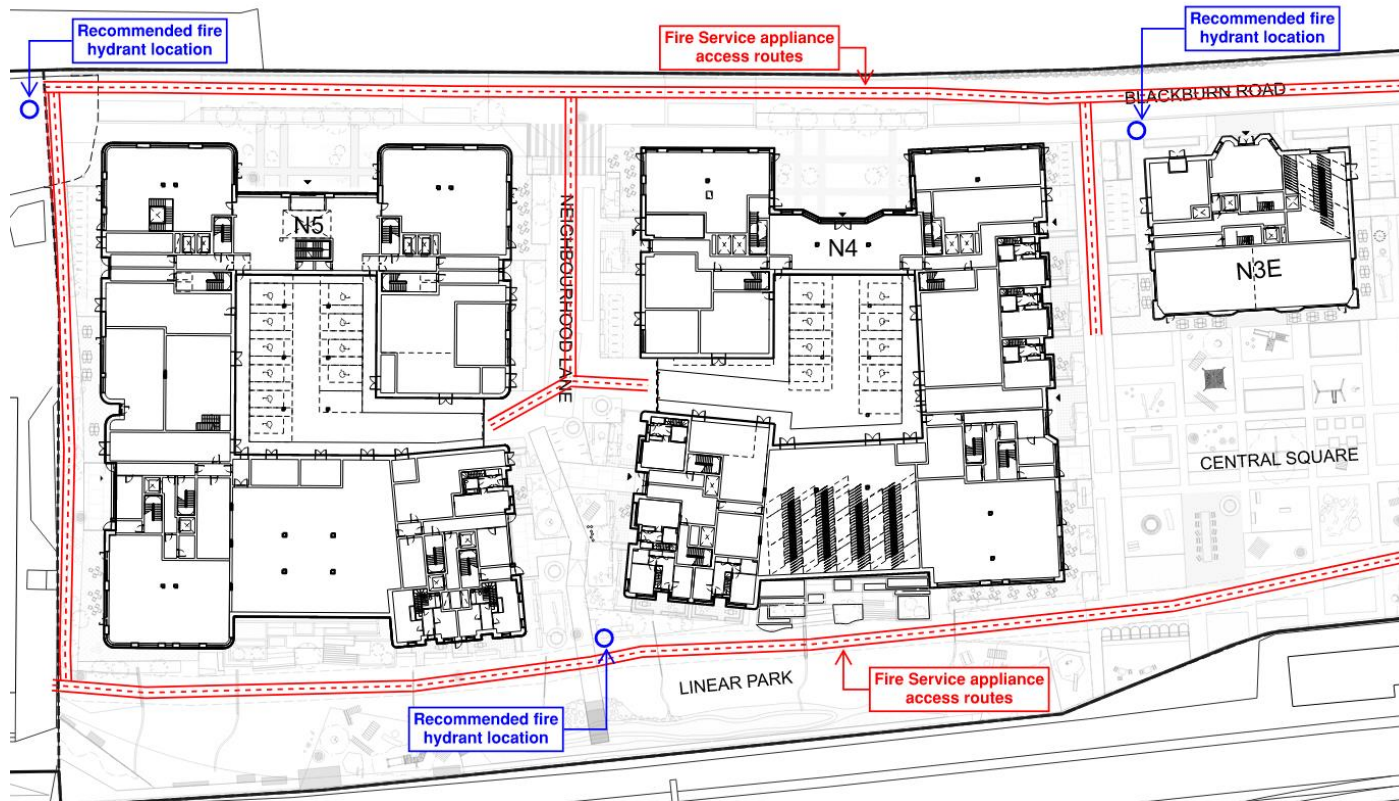 Recommended fire
hydrant location
Fire Service appliance
access routes
Recommended fire
hydrant location
BLACKBURN ROAD
N5
NEIGHBOURHOOD LANE
N4
N3E
CENTRAL SQUARE
LINEAR PARK
Fire Service appliance
access routes
Recommended fire
hydrant location